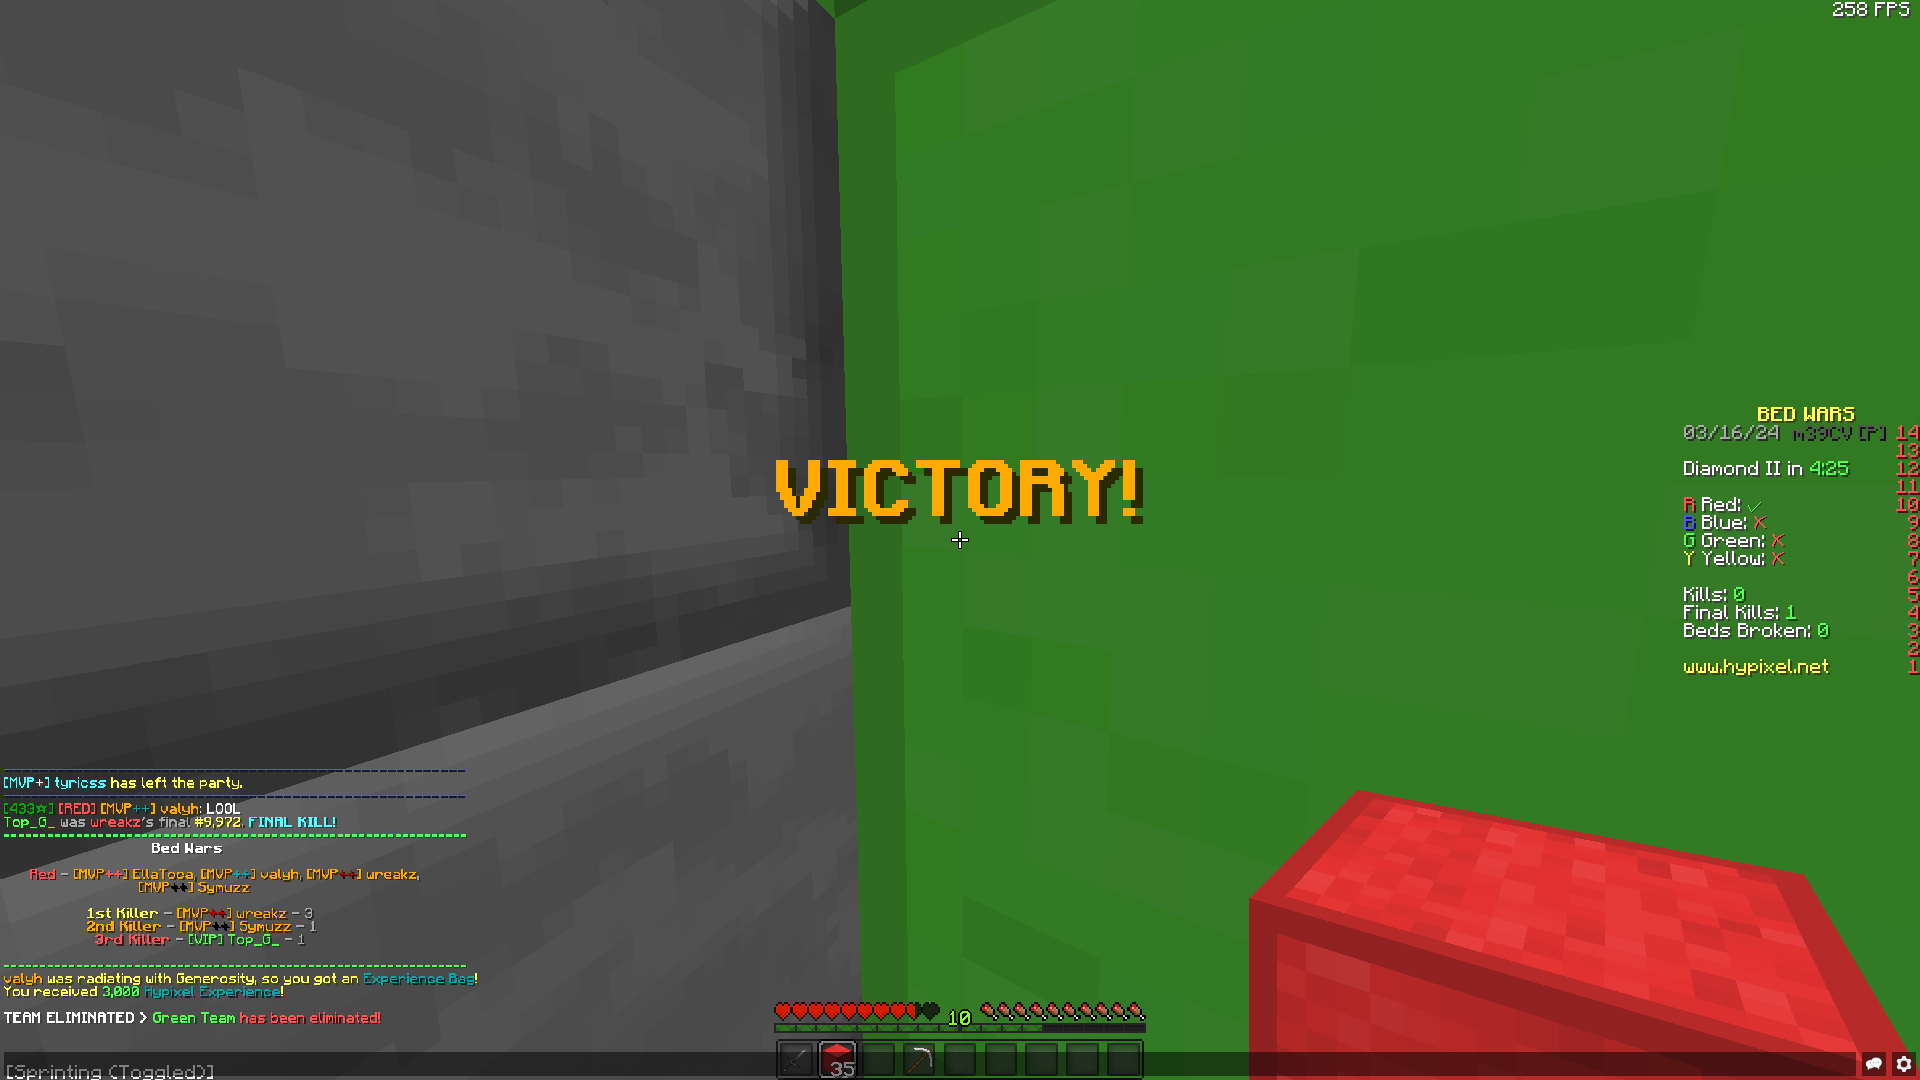 258 FPS
VICTORY!
BED WARS
03/16/24 m39CV [P] 14
13
Diamond II in 4:25 12
11
R Red: ✓ 10
B Blue: ✗ 9
G Green: ✗ 8
Y Yellow: ✗ 7
6
Kills: 0 5
Final Kills: 1 4
Beds Broken: 0 3
2
www.hypixel.net 1
[MVP+] tyricss has left the party.
[433✫] [RED] [MVP++] valyh: LOOL
Top_G_ was wreakz's final #9,972. FINAL KILL!
Bed Wars
Red - [MVP++] EllaTooa, [MVP++] valyh, [MVP++] wreakz,
[MVP++] Symuzz
1st Killer - [MVP++] wreakz - 3
2nd Killer - [MVP++] Symuzz - 1
3rd Killer - [VIP] Top_G_ - 1
valyh was radiating with Generosity, so you got an Experience Bag!
You received 3,000 Hypixel Experience!
TEAM ELIMINATED > Green Team has been eliminated!
10
35
[Sprinting (Toggled)]